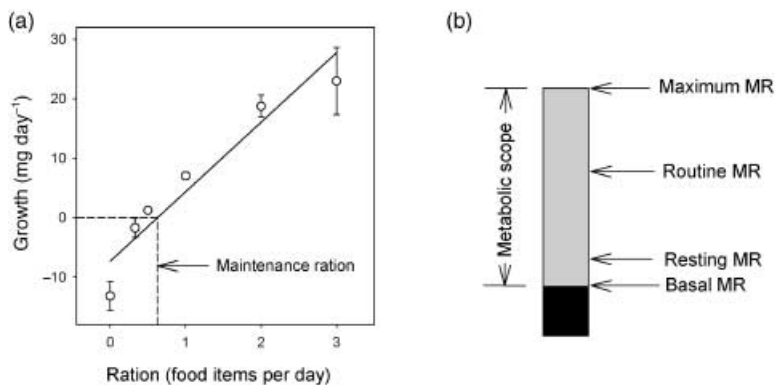 (a)
30
20
10
0
−10
Growth (mg day−1)
Maintenance ration
0 1 2 3
Ration (food items per day)
(b)
Metabolic scope
Maximum MR
Routine MR
Resting MR
Basal MR